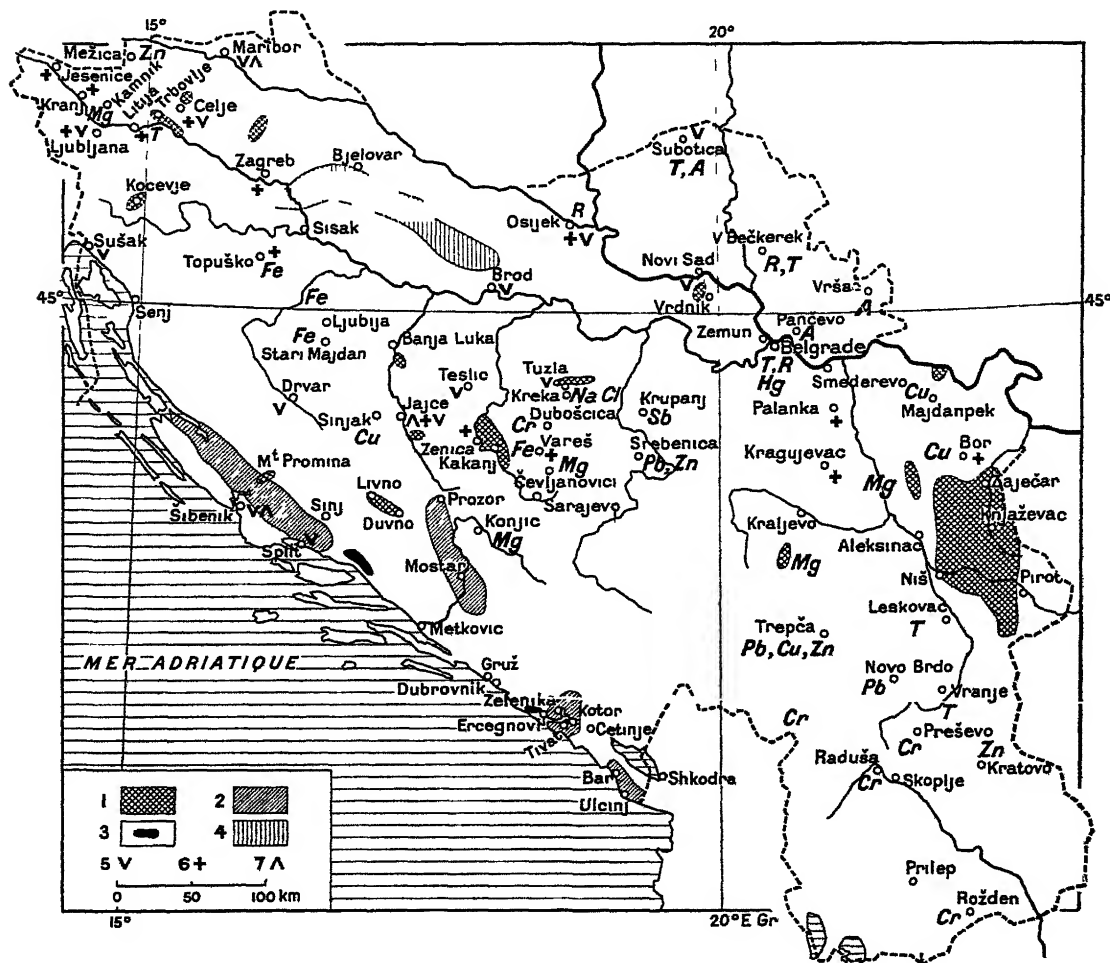 15° 20°
Maribor
V Λ
Mežica
Zn
Jesenice
+ +
Kamnik
Trbovlje
Kranj
Mg
Litija
Celje
+ V
+ V
Ljubljana
+ T
V
Subotica
T, A
Zagreb
+
Bjelovar
Kocevje
R
Osijek
+ V
Sisak
V Bečkerek
R, T
Sušak
V
Topuško
+
Fe
Novi Sad
V
Brod
V
Vrdnik
Vršac
A
45° 45°
Senj
Fe
Ljubija
Fe
Stari Majdan
Banja Luka
Zemun
Pančevo
A
Belgrade
T, R
Hg
Smederevo
Drvar
V
Teslic
V
Tuzla
Kreka
Na Cl
Dubošcica
Cr
Krupanj
Sb
Palanka
+
Cu
Majdanpek
Jajce
Λ + V
Sinjak
Cu
+
Zenica
Kakanj
Vareš
Fe
+
Mg
Srebenica
Pb, Zn
Kragujevac
+
Bor
Cu +
Mt Promina
Čevljanovici
Mg
Zaječar
Livno
Duvno
Prozor
Sarajevo
Knjaževac
Šibenik
V Λ
Sinj
Konjic
Mg
Kraljevo
Aleksinac
Split
V
Mg
Mostar
Niš
Pirot
Leskovac
T
Metkovic
Trepča
Pb, Cu, Zn
MER ADRIATIQUE
Gruž
Dubrovnik
Novo Brdo
Pb
Vranje
T
Zelenika
Kotor
Ercegnovi
Cetinje
Tivat
Cr
Preševo
Cr
Zn
Kratovo
Bar
Shkodra
Raduša
Cr
Skoplje
Ulcinj
1 2
3 4
5 V 6 + 7 Λ
0 50 100 km
Prilep
Rožden
Cr
15° 20° E Gr